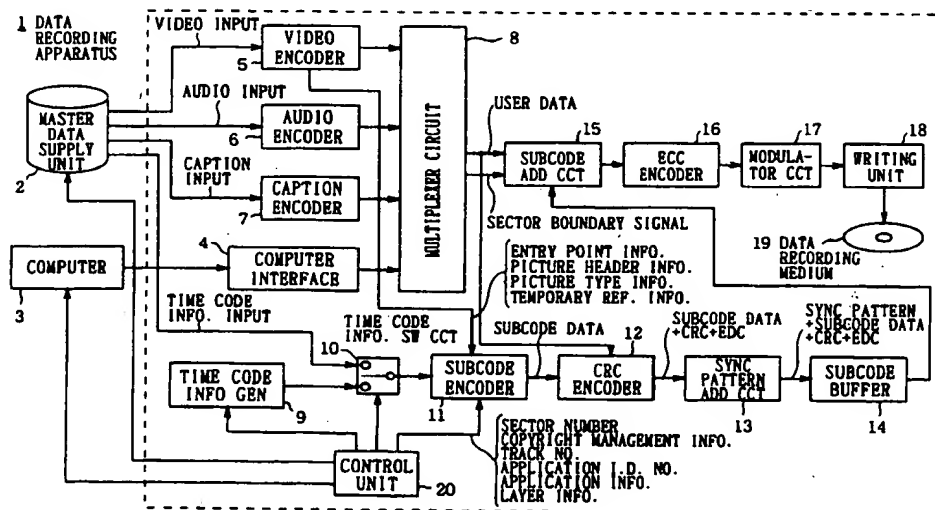 1 DATA
RECORDING
APPARATUS
VIDEO INPUT
VIDEO
ENCODER
5
8
AUDIO INPUT
AUDIO
ENCODER
6
MASTER
DATA
SUPPLY
UNIT
2
CAPTION
INPUT
CAPTION
ENCODER
7
MULTIPLEXER CIRCUIT
USER DATA
15
SUBCODE
ADD CCT
16
ECC
ENCODER
17
MODULA-
TOR CCT
18
WRITING
UNIT
SECTOR BOUNDARY SIGNAL
19 DATA
RECORDING
MEDIUM
COMPUTER
3
4
COMPUTER
INTERFACE
ENTRY POINT INFO.
PICTURE HEADER INFO.
PICTURE TYPE INFO.
TEMPORARY REF. INFO.
TIME CODE
INFO. INPUT
TIME CODE
INFO. SW CCT
10
SUBCODE DATA
12
SUBCODE DATA
+CRC+EDC
SYNC PATTERN
+SUBCODE DATA
+CRC+EDC
TIME CODE
INFO GEN
9
SUBCODE
ENCODER
11
CRC
ENCODER
SYNC
PATTERN
ADD CCT
13
SUBCODE
BUFFER
14
CONTROL
UNIT
20
SECTOR NUMBER
COPYRIGHT MANAGEMENT INFO.
TRACK NO.
APPLICATION I.D. NO.
APPLICATION INFO.
LAYER INFO.